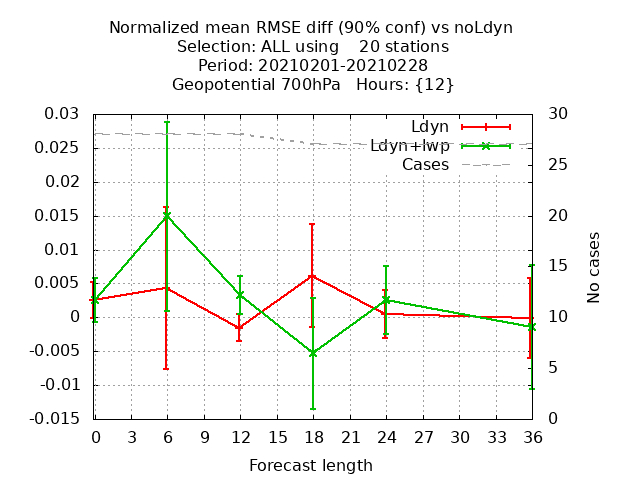 Normalized mean RMSE diff (90% conf) vs noLdyn
Selection: ALL using    20 stations
Period: 20210201-20210228
Geopotential 700hPa   Hours: {12}
Ldyn
Ldyn+lwp
Cases
0.03
0.025
0.02
0.015
0.01
0.005
0
-0.005
-0.01
-0.015
30
25
20
15
10
5
0
No cases
0 3 6 9 12 15 18 21 24 27 30 33 36
Forecast length